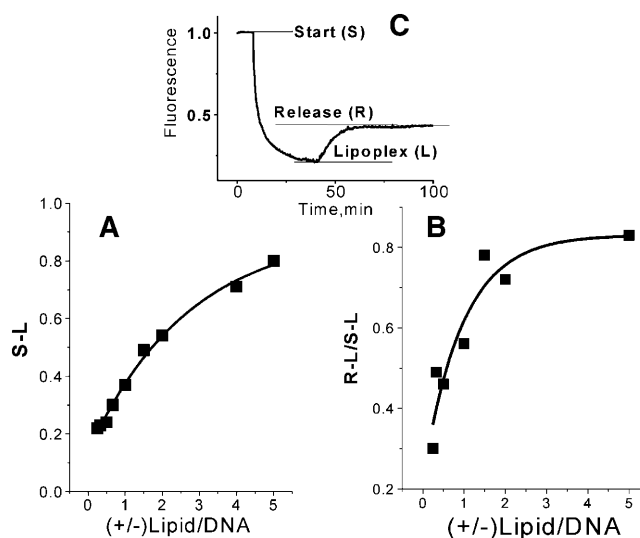 C
1.0
Start (S)
0.5
Release (R)
Lipoplex (L)
Fluorescence
0
50
100
Time,min
A
1.0
0.8
0.6
0.4
0.2
0.0
S-L
0
1
2
3
4
5
(+/-)Lipid/DNA
B
0.8
0.6
0.4
0.2
R-L/S-L
0
1
2
3
4
5
(+/-)Lipid/DNA